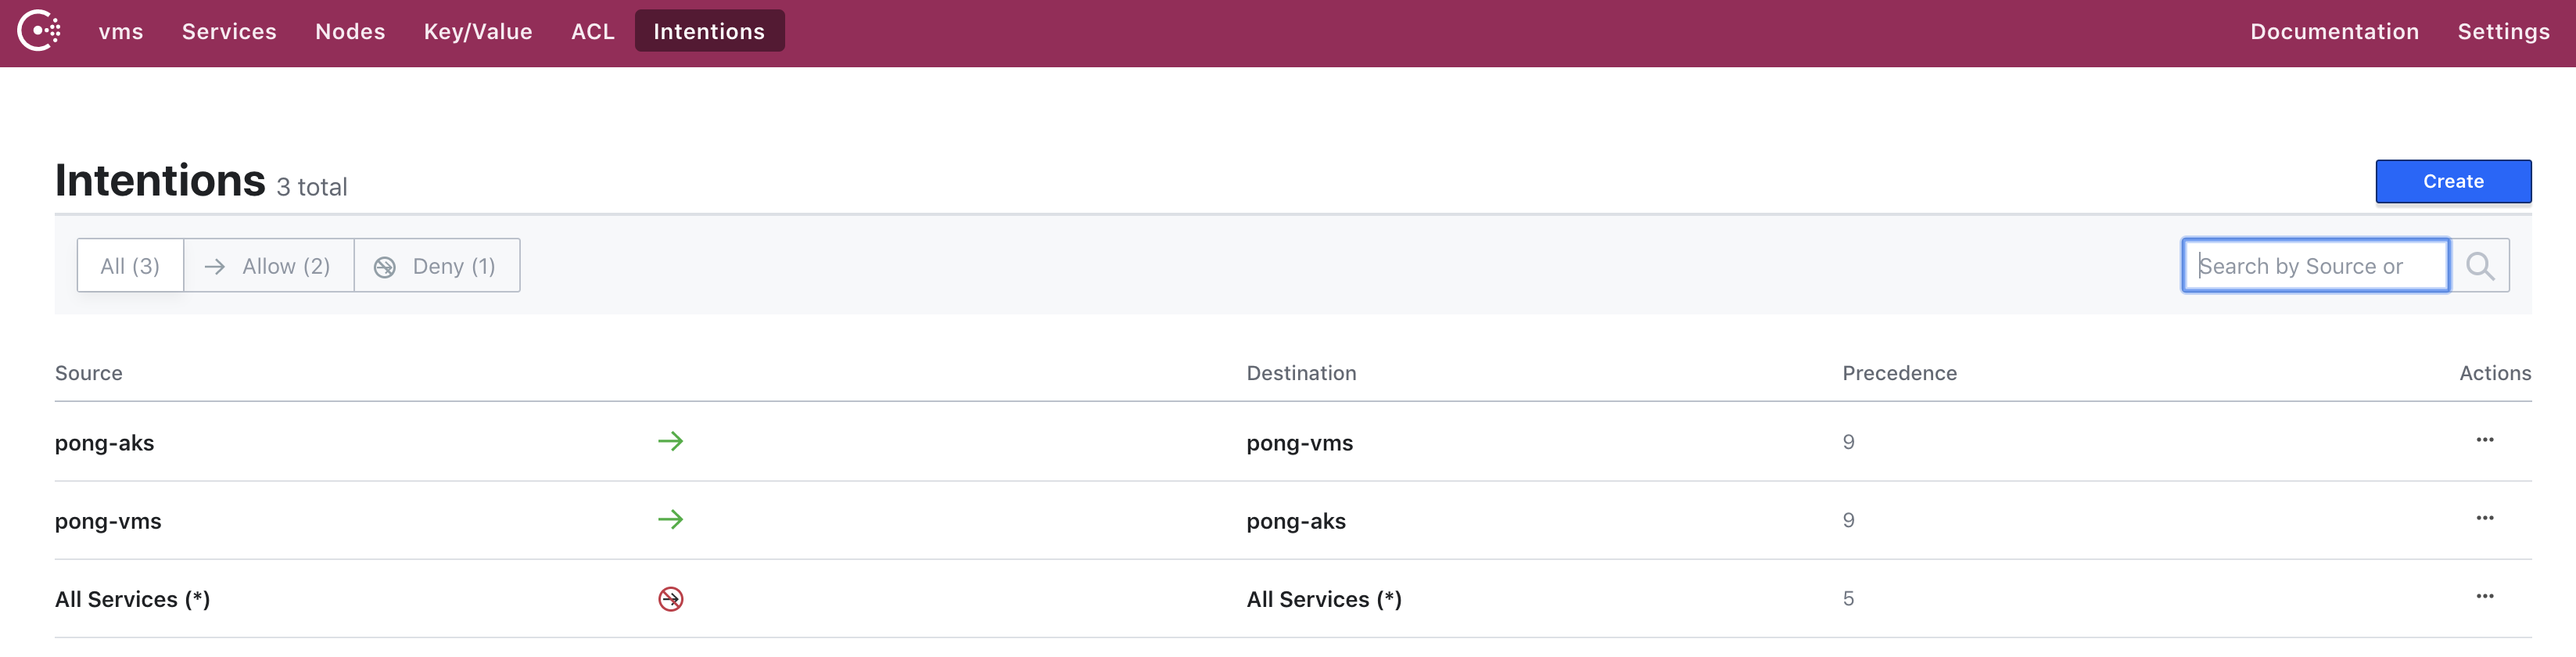 vms Services Nodes Key/Value ACL Intentions Documentation Settings
Intentions 3 total
Create
All (3) Allow (2) Deny (1) Search by Source or
Source Destination Precedence Actions
pong-aks pong-vms 9
pong-vms pong-aks 9
All Services (*) All Services (*) 5